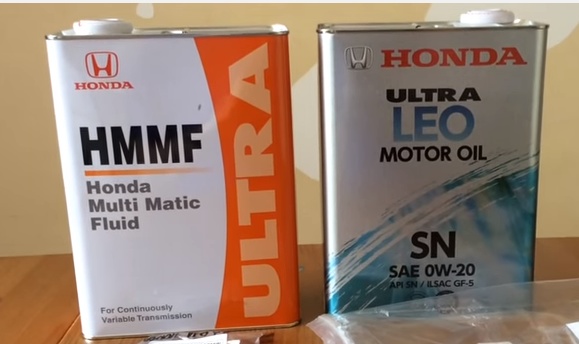 HONDA
HMMF
Honda
Multi Matic
Fluid
ULTRA
For Continuously
Variable Transmission
HONDA
ULTRA
LEO
MOTOR OIL
SN
SAE 0W-20
API SN / ILSAC GF-5